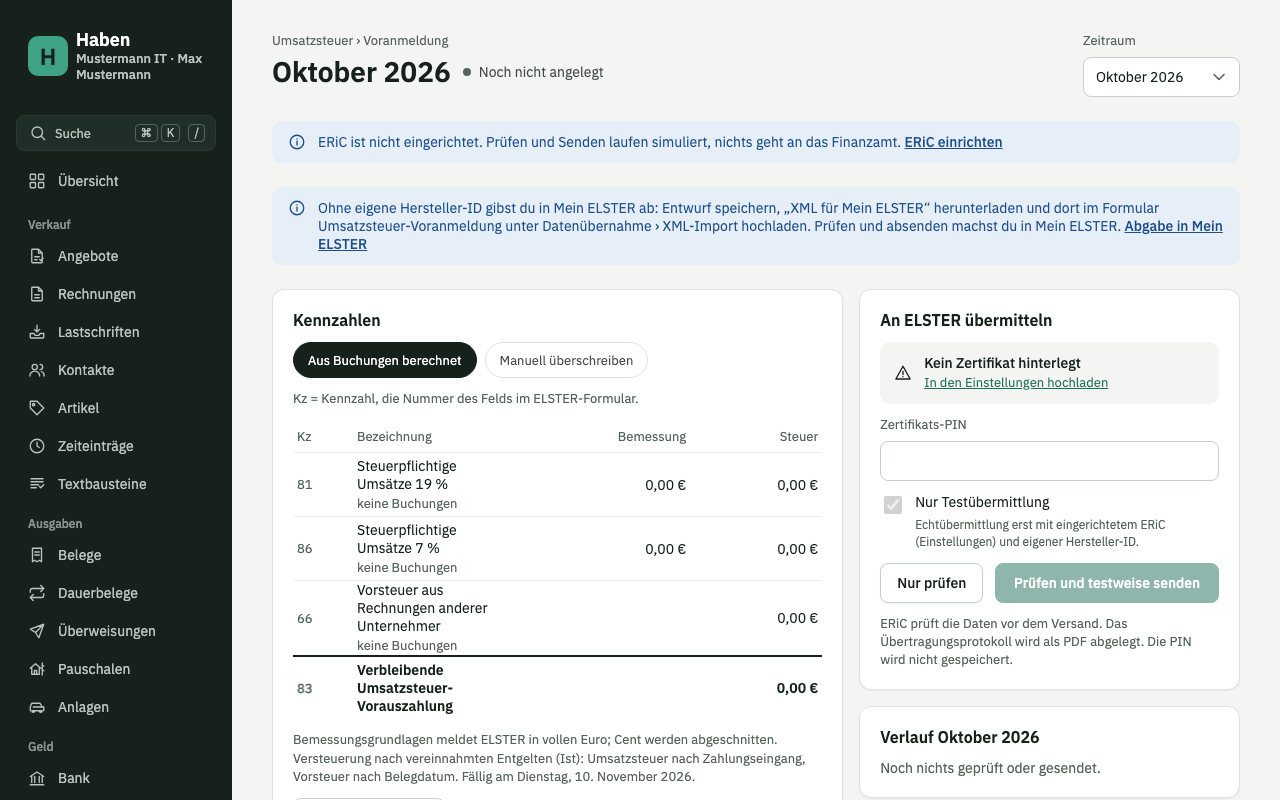 H
Haben
Mustermann IT · Max
Mustermann
Suche ⌘ K /
Übersicht
Verkauf
Angebote
Rechnungen
Lastschriften
Kontakte
Artikel
Zeiteinträge
Textbausteine
Ausgaben
Belege
Dauerbelege
Überweisungen
Pauschalen
Anlagen
Geld
Bank
Umsatzsteuer › Voranmeldung
Oktober 2026
Noch nicht angelegt
Zeitraum
Oktober 2026
ERiC ist nicht eingerichtet. Prüfen und Senden laufen simuliert, nichts geht an das Finanzamt. ERiC einrichten
Ohne eigene Hersteller-ID gibst du in Mein ELSTER ab: Entwurf speichern, „XML für Mein ELSTER“ herunterladen und dort im Formular
Umsatzsteuer-Voranmeldung unter Datenübernahme › XML-Import hochladen. Prüfen und absenden machst du in Mein ELSTER. Abgabe in Mein
ELSTER
Kennzahlen
Aus Buchungen berechnet
Manuell überschreiben
Kz = Kennzahl, die Nummer des Felds im ELSTER-Formular.
Kz Bezeichnung Bemessung Steuer
Steuerpflichtige
81 Umsätze 19 % 0,00 € 0,00 €
keine Buchungen
Steuerpflichtige
86 Umsätze 7 % 0,00 € 0,00 €
keine Buchungen
Vorsteuer aus
Rechnungen anderer
66 Unternehmer 0,00 €
keine Buchungen
Verbleibende
83 Umsatzsteuer- 0,00 €
Vorauszahlung
Bemessungsgrundlagen meldet ELSTER in vollen Euro; Cent werden abgeschnitten.
Versteuerung nach vereinnahmten Entgelten (Ist): Umsatzsteuer nach Zahlungseingang,
Vorsteuer nach Belegdatum. Fällig am Dienstag, 10. November 2026.
An ELSTER übermitteln
Kein Zertifikat hinterlegt
In den Einstellungen hochladen
Zertifikats-PIN
Nur Testübermittlung
Echtübermittlung erst mit eingerichtetem ERiC
(Einstellungen) und eigener Hersteller-ID.
Nur prüfen
Prüfen und testweise senden
ERiC prüft die Daten vor dem Versand. Das
Übertragungsprotokoll wird als PDF abgelegt. Die PIN
wird nicht gespeichert.
Verlauf Oktober 2026
Noch nichts geprüft oder gesendet.